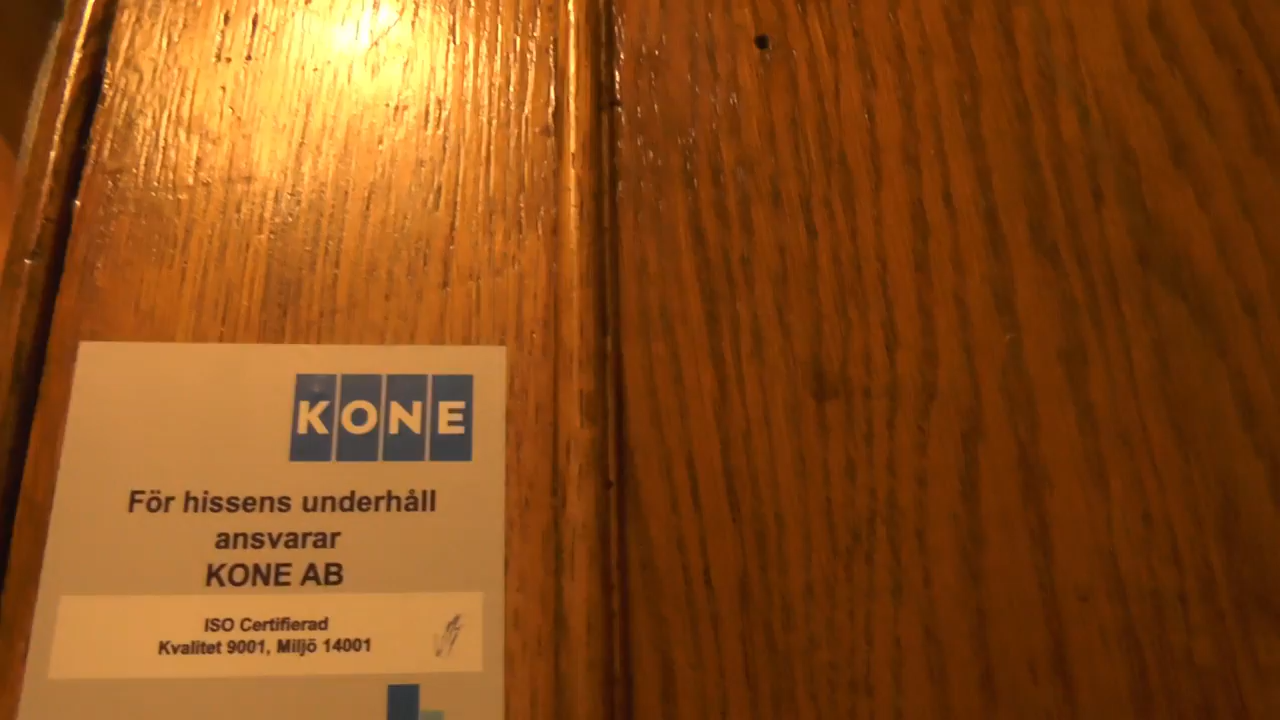 KONE
För hissens underhåll
ansvarar
KONE AB
ISO Certifierad
Kvalitet 9001, Miljö 14001